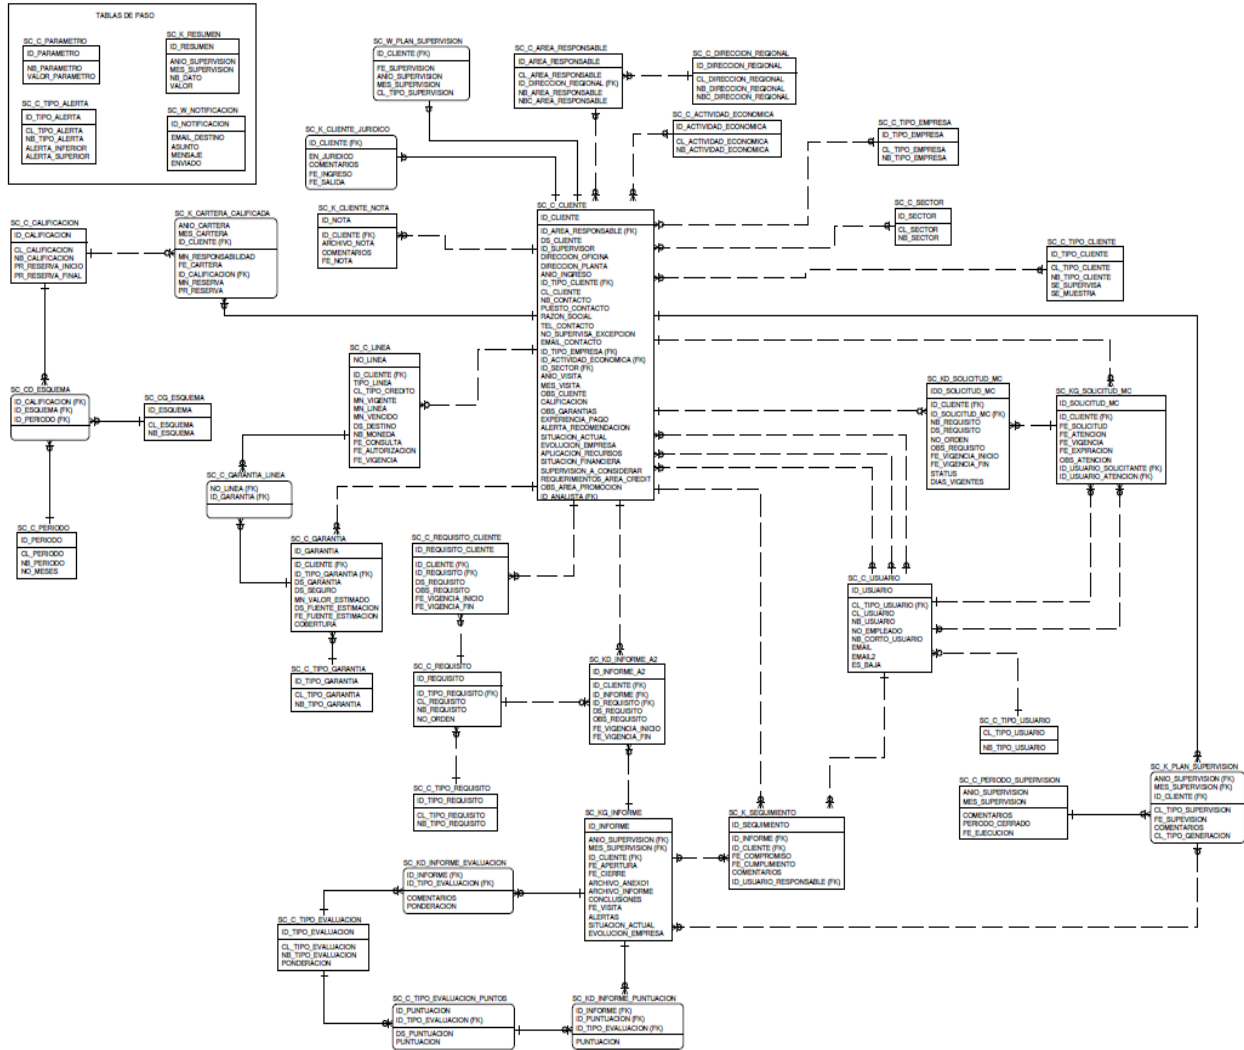 TABLAS DE PASO
SC_C_PARAMETRO
ID_PARAMETRO
NB_PARAMETRO
VALOR_PARAMETRO
SC_K_RESUMEN
ID_RESUMEN
ANIO_SUPERVISION
MES_SUPERVISION
NB_DATO
VALOR
SC_C_TIPO_ALERTA
ID_TIPO_ALERTA
CL_TIPO_ALERTA
NB_TIPO_ALERTA
ALERTA_INFERIOR
ALERTA_SUPERIOR
SC_W_NOTIFICACION
ID_NOTIFICACION
EMAIL_DESTINO
ASUNTO
MENSAJE
ENVIADO
SC_W_PLAN_SUPERVISION
ID_CLIENTE (FK)
FE_SUPERVISION
ANIO_SUPERVISION
MES_SUPERVISION
CL_TIPO_SUPERVISION
SC_C_AREA_RESPONSABLE
ID_AREA_RESPONSABLE
CL_AREA_RESPONSABLE
ID_DIRECCION_REGIONAL (FK)
NB_AREA_RESPONSABLE
NBC_AREA_RESPONSABLE
SC_C_DIRECCION_REGIONAL
ID_DIRECCION_REGIONAL
CL_DIRECCION_REGIONAL
NB_DIRECCION_REGIONAL
NBC_DIRECCION_REGIONAL
SC_C_ACTIVIDAD_ECONOMICA
ID_ACTIVIDAD_ECONOMICA
CL_ACTIVIDAD_ECONOMICA
NB_ACTIVIDAD_ECONOMICA
SC_C_TIPO_EMPRESA
ID_TIPO_EMPRESA
CL_TIPO_EMPRESA
NB_TIPO_EMPRESA
SC_K_CLIENTE_JURIDICO
ID_CLIENTE (FK)
EN_JURIDICO
COMENTARIOS
FE_INGRESO
FE_SALIDA
SC_C_SECTOR
ID_SECTOR
CL_SECTOR
NB_SECTOR
SC_C_TIPO_CLIENTE
ID_TIPO_CLIENTE
CL_TIPO_CLIENTE
NB_TIPO_CLIENTE
SE_SUPERVISA
SE_MUESTRA
SC_C_CALIFICACION
ID_CALIFICACION
CL_CALIFICACION
NB_CALIFICACION
PR_RESERVA_INICIO
PR_RESERVA_FINAL
SC_K_CARTERA_CALIFICADA
ANIO_CARTERA
MES_CARTERA
ID_CLIENTE (FK)
MN_RESPONSABILIDAD
FE_CARTERA
ID_CALIFICACION (FK)
MN_RESERVA
PR_RESERVA
SC_K_CLIENTE_NOTA
ID_NOTA
ID_CLIENTE (FK)
ARCHIVO_NOTA
COMENTARIOS
FE_NOTA
SC_C_CLIENTE
ID_CLIENTE
ID_AREA_RESPONSABLE (FK)
DS_CLIENTE
ID_SUPERVISOR
DIRECCION_OFICINA
DIRECCION_PLANTA
ANIO_INGRESO
ID_TIPO_CLIENTE (FK)
CL_CLIENTE
NB_CONTACTO
PUESTO_CONTACTO
RAZON_SOCIAL
TEL_CONTACTO
NO_SUPERVISA_EXCEPCION
EMAIL_CONTACTO
ID_TIPO_EMPRESA (FK)
ID_ACTIVIDAD_ECONOMICA (FK)
ID_SECTOR (FK)
ANIO_VISITA
MES_VISITA
OBS_CLIENTE
CALIFICACION
OBS_GARANTIAS
EXPERIENCIA_PAGO
ALERTA_RECOMENDACION
SITUACION_ACTUAL
EVOLUCION_EMPRESA
APLICACION_RECURSOS
SITUACION_FINANCIERA
SUPERVISION_A_CONSIDERAR
REQUERIMIENTOS_AREA_CREDIT
OBS_AREA_PROMOCION
ID_ANALISTA (FK)
SC_C_LINEA
NO_LINEA
ID_CLIENTE (FK)
TIPO_LINEA
CL_TIPO_CREDITO
MN_VIGENTE
MN_LINEA
MN_VENCIDO
DS_DESTINO
NB_MONEDA
FE_CONSULTA
FE_AUTORIZACION
FE_VIGENCIA
SC_CD_ESQUEMA
ID_CALIFICACION (FK)
ID_ESQUEMA (FK)
ID_PERIODO (FK)
SC_CG_ESQUEMA
ID_ESQUEMA
CL_ESQUEMA
NB_ESQUEMA
SC_KD_SOLICITUD_MC
IDD_SOLICITUD_MC
ID_CLIENTE (FK)
ID_SOLICITUD_MC (FK)
NB_REQUISITO
DS_REQUISITO
NO_ORDEN
OBS_REQUISITO
FE_VIGENCIA_INICIO
FE_VIGENCIA_FIN
STATUS
DIAS_VIGENTES
SC_KG_SOLICITUD_MC
ID_SOLICITUD_MC
ID_CLIENTE (FK)
FE_SOLICITUD
FE_ATENCION
FE_VIGENCIA
FE_EXPIRACION
OBS_ATENCION
ID_USUARIO_SOLICITANTE (FK)
ID_USUARIO_ATENCION (FK)
SC_C_GARANTIA_LINEA
NO_LINEA (FK)
ID_GARANTIA (FK)
SC_C_PERIODO
ID_PERIODO
CL_PERIODO
NB_PERIODO
NO_MESES
SC_C_GARANTIA
ID_GARANTIA
ID_CLIENTE (FK)
ID_TIPO_GARANTIA (FK)
DS_GARANTIA
DS_SEGURO
MN_VALOR_ESTIMADO
DS_FUENTE_ESTIMACION
FE_FUENTE_ESTIMACION
COBERTURA
SC_C_REQUISITO_CLIENTE
ID_REQUISITO_CLIENTE
ID_CLIENTE (FK)
ID_REQUISITO (FK)
DS_REQUISITO
OBS_REQUISITO
FE_VIGENCIA_INICIO
FE_VIGENCIA_FIN
SC_C_USUARIO
ID_USUARIO
CL_TIPO_USUARIO (FK)
CL_USUARIO
NB_USUARIO
NO_EMPLEADO
NB_CORTO_USUARIO
EMAIL
EMAIL2
ES_BAJA
SC_C_TIPO_GARANTIA
ID_TIPO_GARANTIA
CL_TIPO_GARANTIA
NB_TIPO_GARANTIA
SC_C_REQUISITO
ID_REQUISITO
ID_TIPO_REQUISITO (FK)
CL_REQUISITO
NB_REQUISITO
NO_ORDEN
SC_KD_INFORME_A2
ID_INFORME_A2
ID_CLIENTE (FK)
ID_INFORME (FK)
ID_REQUISITO (FK)
DS_REQUISITO
OBS_REQUISITO
FE_VIGENCIA_INICIO
FE_VIGENCIA_FIN
SC_C_TIPO_USUARIO
CL_TIPO_USUARIO
NB_TIPO_USUARIO
SC_C_TIPO_REQUISITO
ID_TIPO_REQUISITO
CL_TIPO_REQUISITO
NB_TIPO_REQUISITO
SC_C_PERIODO_SUPERVISION
ANIO_SUPERVISION
MES_SUPERVISION
COMENTARIOS
PERIODO_CERRADO
FE_EJECUCION
SC_K_PLAN_SUPERVISION
ANIO_SUPERVISION (FK)
MES_SUPERVISION (FK)
ID_CLIENTE (FK)
CL_TIPO_SUPERVISION
FE_SUPEVISION
COMENTARIOS
CL_TIPO_GENERACION
SC_KG_INFORME
ID_INFORME
ANIO_SUPERVISION (FK)
MES_SUPERVISION (FK)
ID_CLIENTE (FK)
FE_APERTURA
FE_CIERRE
ARCHIVO_ANEXO1
ARCHIVO_INFORME
CONCLUSIONES
FE_VISITA
ALERTAS
SITUACION_ACTUAL
EVOLUCION_EMPRESA
SC_K_SEGUIMIENTO
ID_SEGUIMIENTO
ID_INFORME (FK)
ID_CLIENTE (FK)
FE_COMPROMISO
FE_CUMPLIMIENTO
COMENTARIOS
ID_USUARIO_RESPONSABLE (FK)
SC_KD_INFORME_EVALUACION
ID_INFORME (FK)
ID_TIPO_EVALUACION (FK)
COMENTARIOS
PONDERACION
SC_C_TIPO_EVALUACION
ID_TIPO_EVALUACION
CL_TIPO_EVALUACION
NB_TIPO_EVALUACION
PONDERACION
SC_C_TIPO_EVALUACION_PUNTOS
ID_PUNTUACION
ID_TIPO_EVALUACION (FK)
DS_PUNTUACION
PUNTUACION
SC_KD_INFORME_PUNTUACION
ID_INFORME (FK)
ID_PUNTUACION (FK)
ID_TIPO_EVALUACION (FK)
PUNTUACION